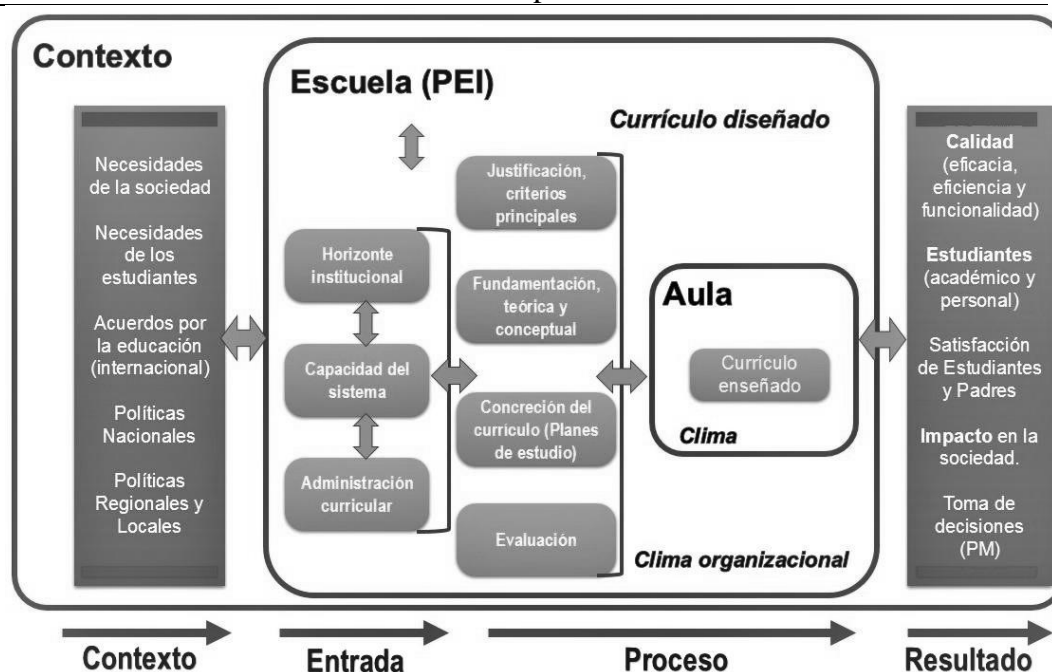 Contexto
Necesidades
de la sociedad
Necesidades
de los
estudiantes
Acuerdos por
la educación
(internacional)
Políticas
Nacionales
Políticas
Regionales y
Locales
Escuela (PEI)
Currículo diseñado
Horizonte
institucional
Capacidad del
sistema
Administración
curricular
Justificación,
criterios
principales
Fundamentación,
teórica y
conceptual
Concreción del
currículo (Planes
de estudio)
Evaluación
Aula
Currículo
enseñado
Clima
Clima organizacional
Calidad
(eficacia,
eficiencia y
funcionalidad)
Estudiantes
(académico y
personal)
Satisfacción
de Estudiantes
y Padres
Impacto en la
sociedad.
Toma de
decisiones
(PM)
Contexto
Entrada
Proceso
Resultado